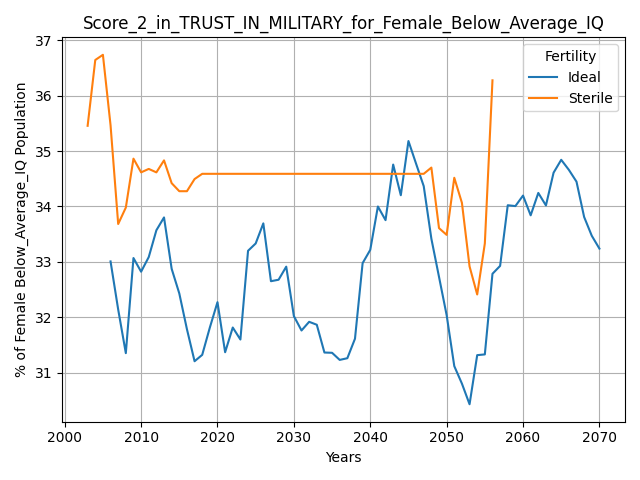 Score_2_in_TRUST_IN_MILITARY_for_Female_Below_Average_IQ
% of Female Below_Average_IQ Population
37
36
35
34
33
32
31
Fertility
Ideal
Sterile
2000 2010 2020 2030 2040 2050 2060 2070
Years